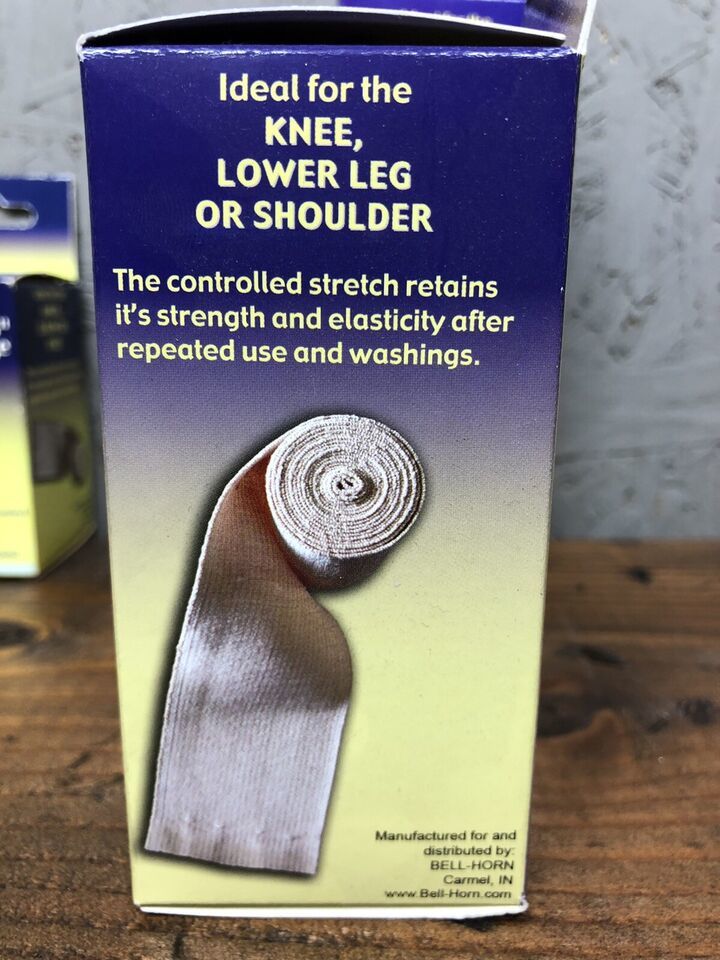 Ideal for the
KNEE,
LOWER LEG
OR SHOULDER
The controlled stretch retains
it's strength and elasticity after
repeated use and washings.
Manufactured for and
distributed by:
BELL-HORN
Carmel, IN
www.Bell-Horn.com